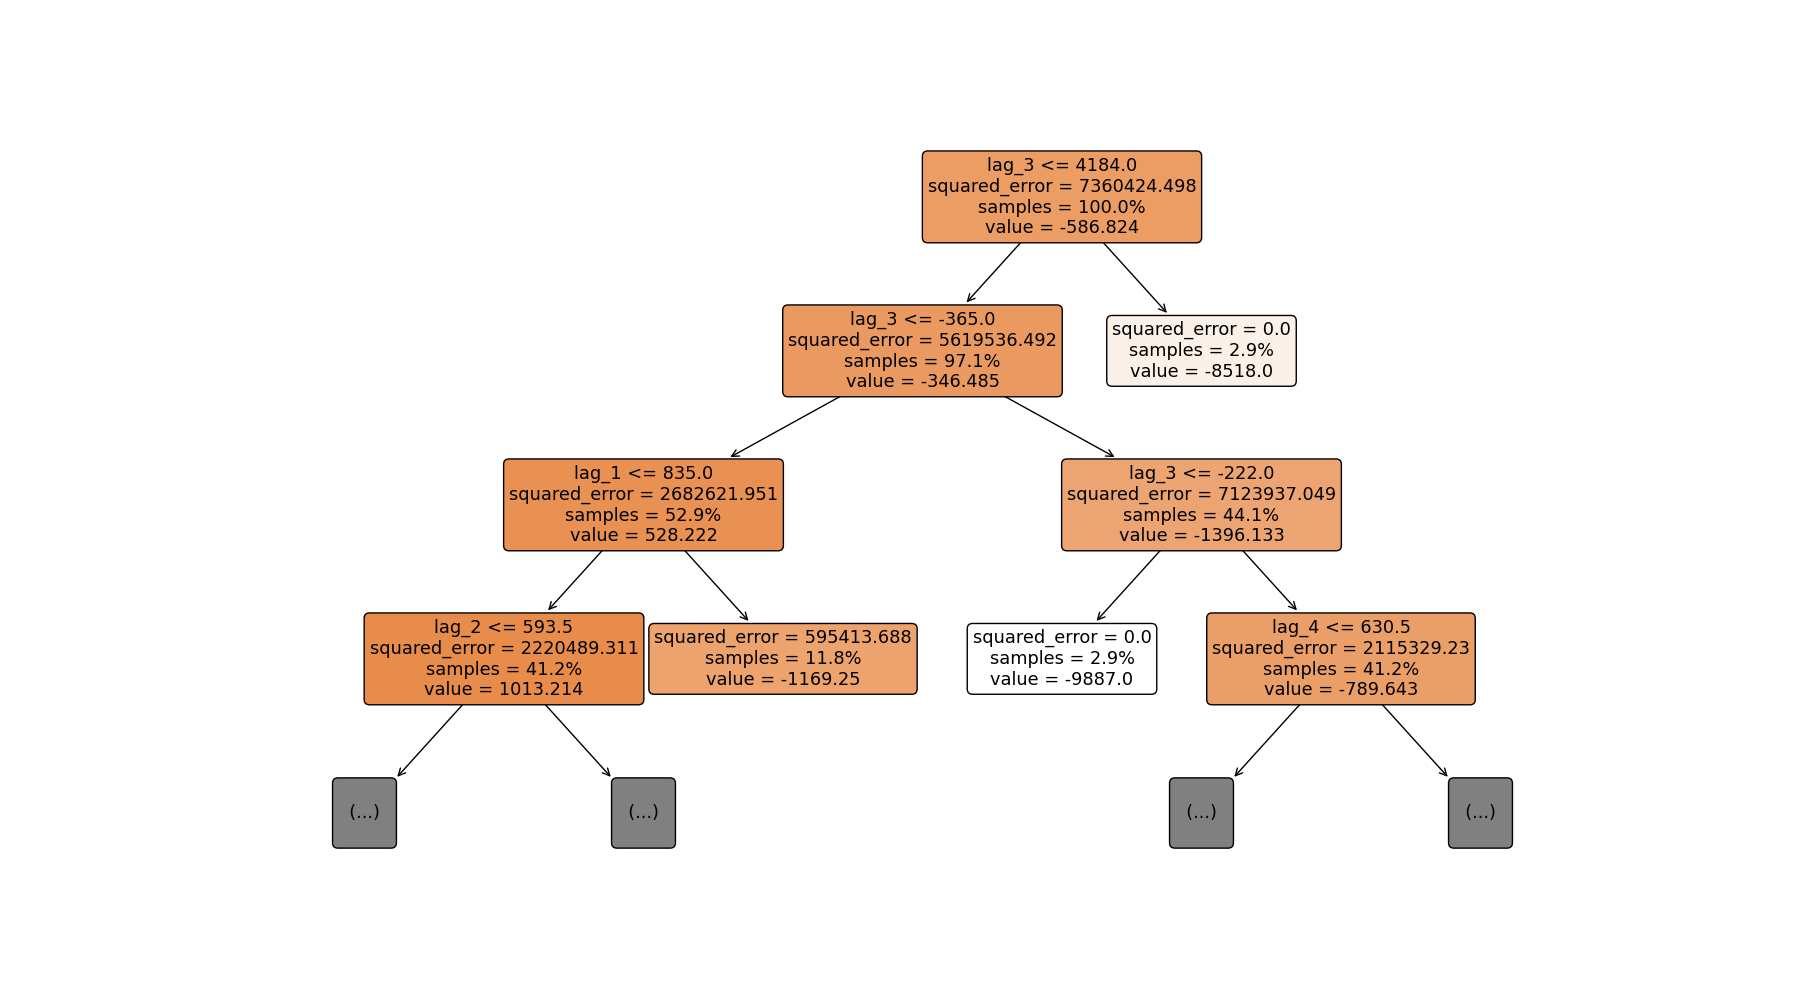 lag_3 <= 4184.0
squared_error = 7360424.498
samples = 100.0%
value = -586.824
lag_3 <= -365.0
squared_error = 5619536.492
samples = 97.1%
value = -346.485
squared_error = 0.0
samples = 2.9%
value = -8518.0
lag_1 <= 835.0
squared_error = 2682621.951
samples = 52.9%
value = 528.222
lag_3 <= -222.0
squared_error = 7123937.049
samples = 44.1%
value = -1396.133
lag_2 <= 593.5
squared_error = 2220489.311
samples = 41.2%
value = 1013.214
squared_error = 595413.688
samples = 11.8%
value = -1169.25
squared_error = 0.0
samples = 2.9%
value = -9887.0
lag_4 <= 630.5
squared_error = 2115329.23
samples = 41.2%
value = -789.643
(...)
(...)
(...)
(...)